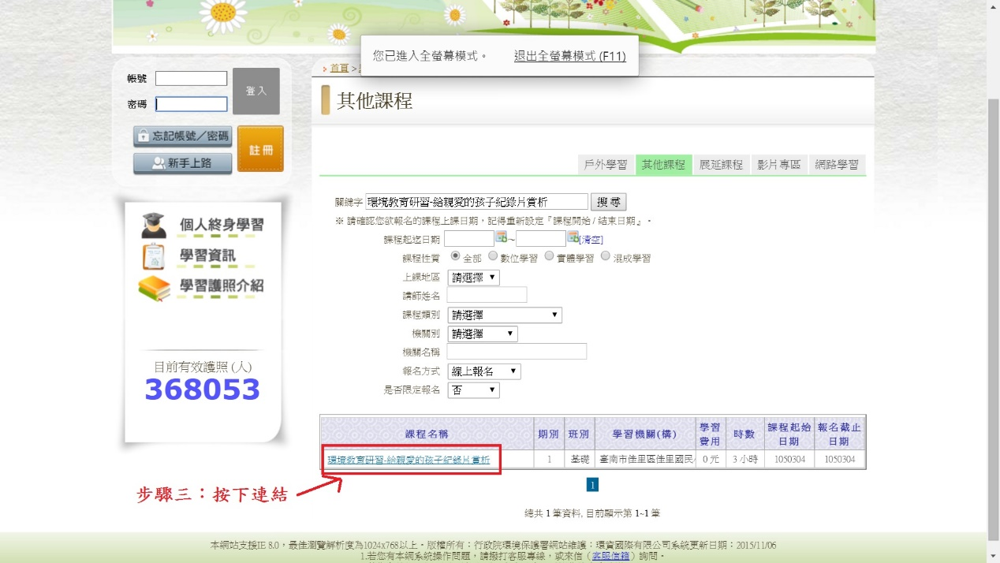 您已進入全螢幕模式。 退出全螢幕模式 (F11)
帳號
密碼
登入
忘記帳號／密碼
新手上路
註冊
個人終身學習
學習資訊
學習護照介紹
目前有效護照 (人)
368053
首頁 >
其他課程
戶外學習 其他課程 展延課程 影片專區 網路學習
關鍵字 環境教育研習-給親愛的孩子紀錄片賞析 搜尋
※ 請確認您欲報名的課程上課日期，記得重新設定『課程開始 / 結束日期』。
課程起迄日期 ~ [清空]
課程性質 全部 數位學習 實體學習 混成學習
上課地區 請選擇
講師姓名
課程類別 請選擇
機關別 請選擇
機關名稱
報名方式 線上報名
是否限定報名 否
課程名稱 期別 班別 學習機關(構) 學習費用 時數 課程起始日期 報名截止日期
環境教育研習-給親愛的孩子紀錄片賞析 1 基礎 臺南市佳里區佳里國民 0 元 3 小時 1050304 1050304
步驟三：按下連結
1
總共 1 筆資料, 目前顯示第 1~1 筆
本網站支援IE 8.0，最佳瀏覽解析度為1024x768以上。版權所有：行政院環境保護署網站維護：環資國際有限公司系統更新日期：2015/11/06
1.若您有本網系統操作問題，請撥打客服專線，或來信（客服信箱）詢問。